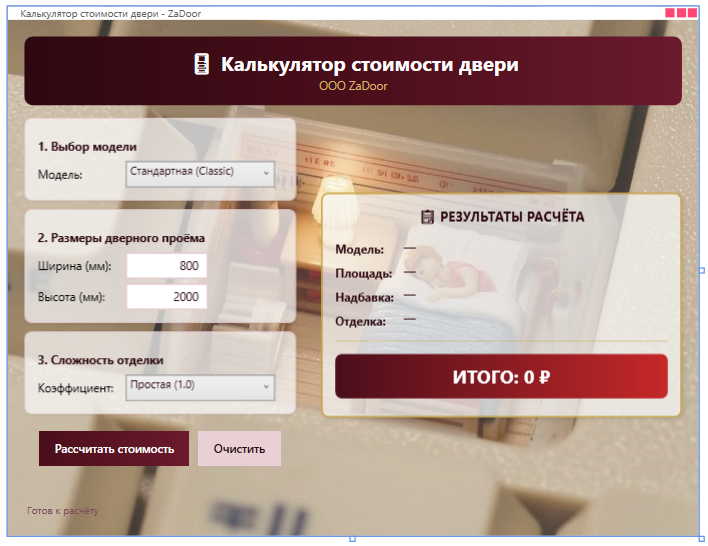 Калькулятор стоимости двери - ZaDoor
Калькулятор стоимости двери
ООО ZaDoor
1. Выбор модели
Модель: Стандартная (Classic)
2. Размеры дверного проёма
Ширина (мм): 800
Высота (мм): 2000
3. Сложность отделки
Коэффициент: Простая (1.0)
Рассчитать стоимость Очистить
РЕЗУЛЬТАТЫ РАСЧЁТА
Модель: —
Площадь: —
Надбавка: —
Отделка: —
ИТОГО: 0 ₽
Готов к расчёту